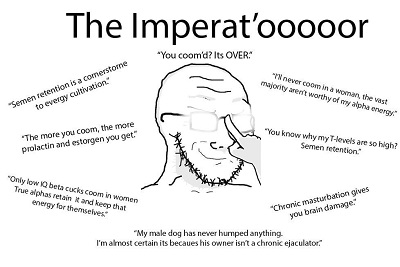 The Imperat'ooooor
"You coom'd? Its OVER."
"Semen retention is a cornerstone
to evergy cultivation."
"I'll never coom in a woman, the vast
majority aren't worthy of my alpha energy."
"The more you coom, the more
prolactin and estorgen you get."
"You know why my T-levels are so high?
Semen retention."
"Only low IQ beta cucks coom in women
True alphas retain it and keep that
energy for themselves."
"Chronic masturbation gives
you brain damage."
"My male dog has never humped anything.
I'm almost certain its becaues his owner isn't a chronic ejaculator."